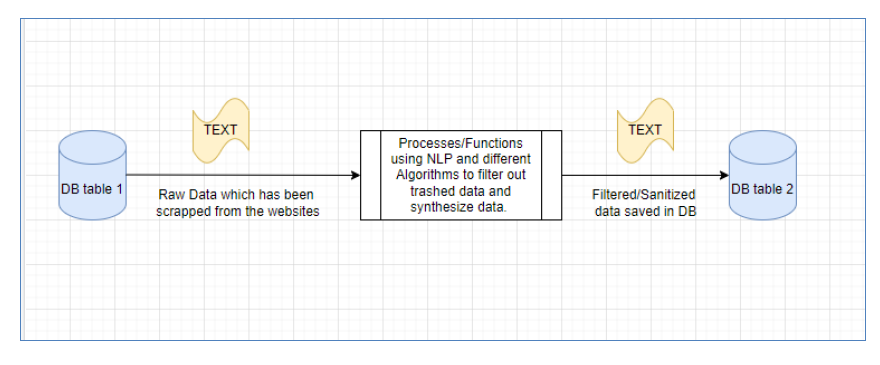 TEXT
TEXT
DB table 1
Raw Data which has been
scrapped from the websites
Processes/Functions
using NLP and different
Algorithms to filter out
trashed data and
synthesize data.
Filtered/Sanitized
data saved in DB
DB table 2